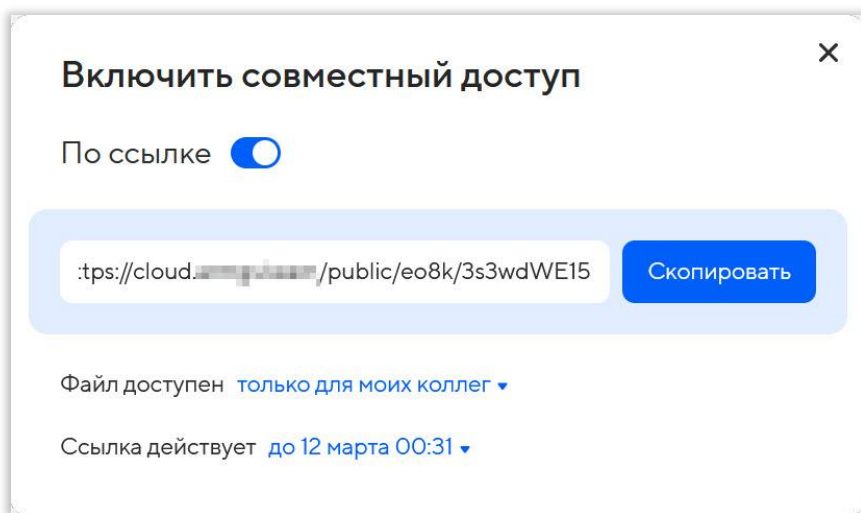 Включить совместный доступ
По ссылке
:tps://cloud. /public/eo8k/3s3wdWE15
Скопировать
Файл доступен только для моих коллег
Ссылка действует до 12 марта 00:31